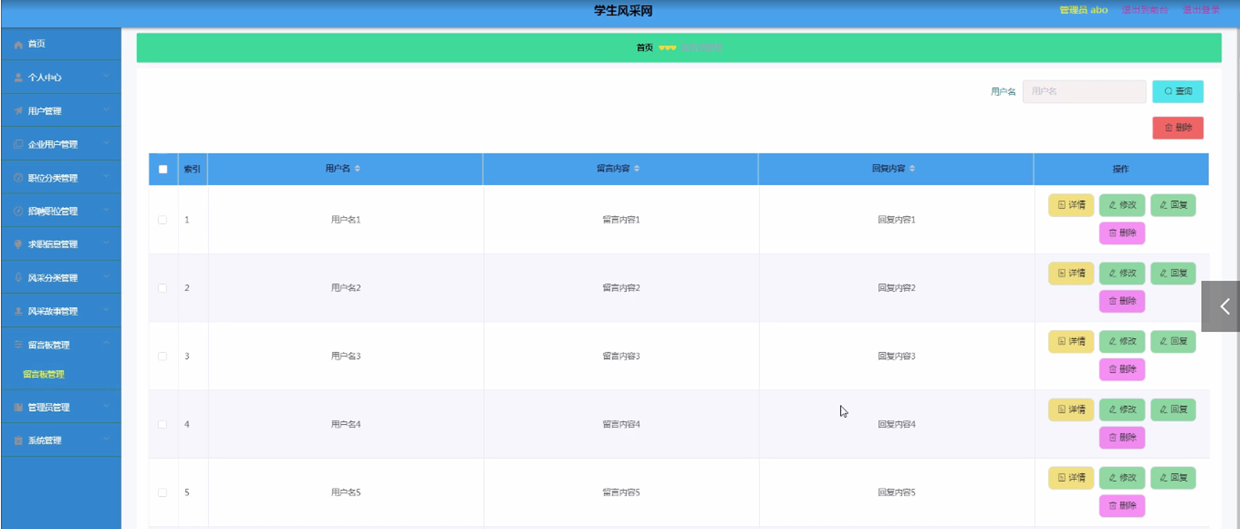 学生风采网
管理员 abo 退出到前台 退出登录
首页
个人中心
用户管理
企业用户管理
职位分类管理
招聘职位管理
求职信息管理
风采分类管理
风采故事管理
留言板管理
留言板管理
管理员管理
系统管理
首页
用户名 用户名 查询
删除
索引 用户名 留言内容 回复内容 操作
1 用户名1 留言内容1 回复内容1 详情 修改 回复
删除
2 用户名2 留言内容2 回复内容2 详情 修改 回复
删除
3 用户名3 留言内容3 回复内容3 详情 修改 回复
删除
4 用户名4 留言内容4 回复内容4 详情 修改 回复
删除
5 用户名5 留言内容5 回复内容5 详情 修改 回复
删除